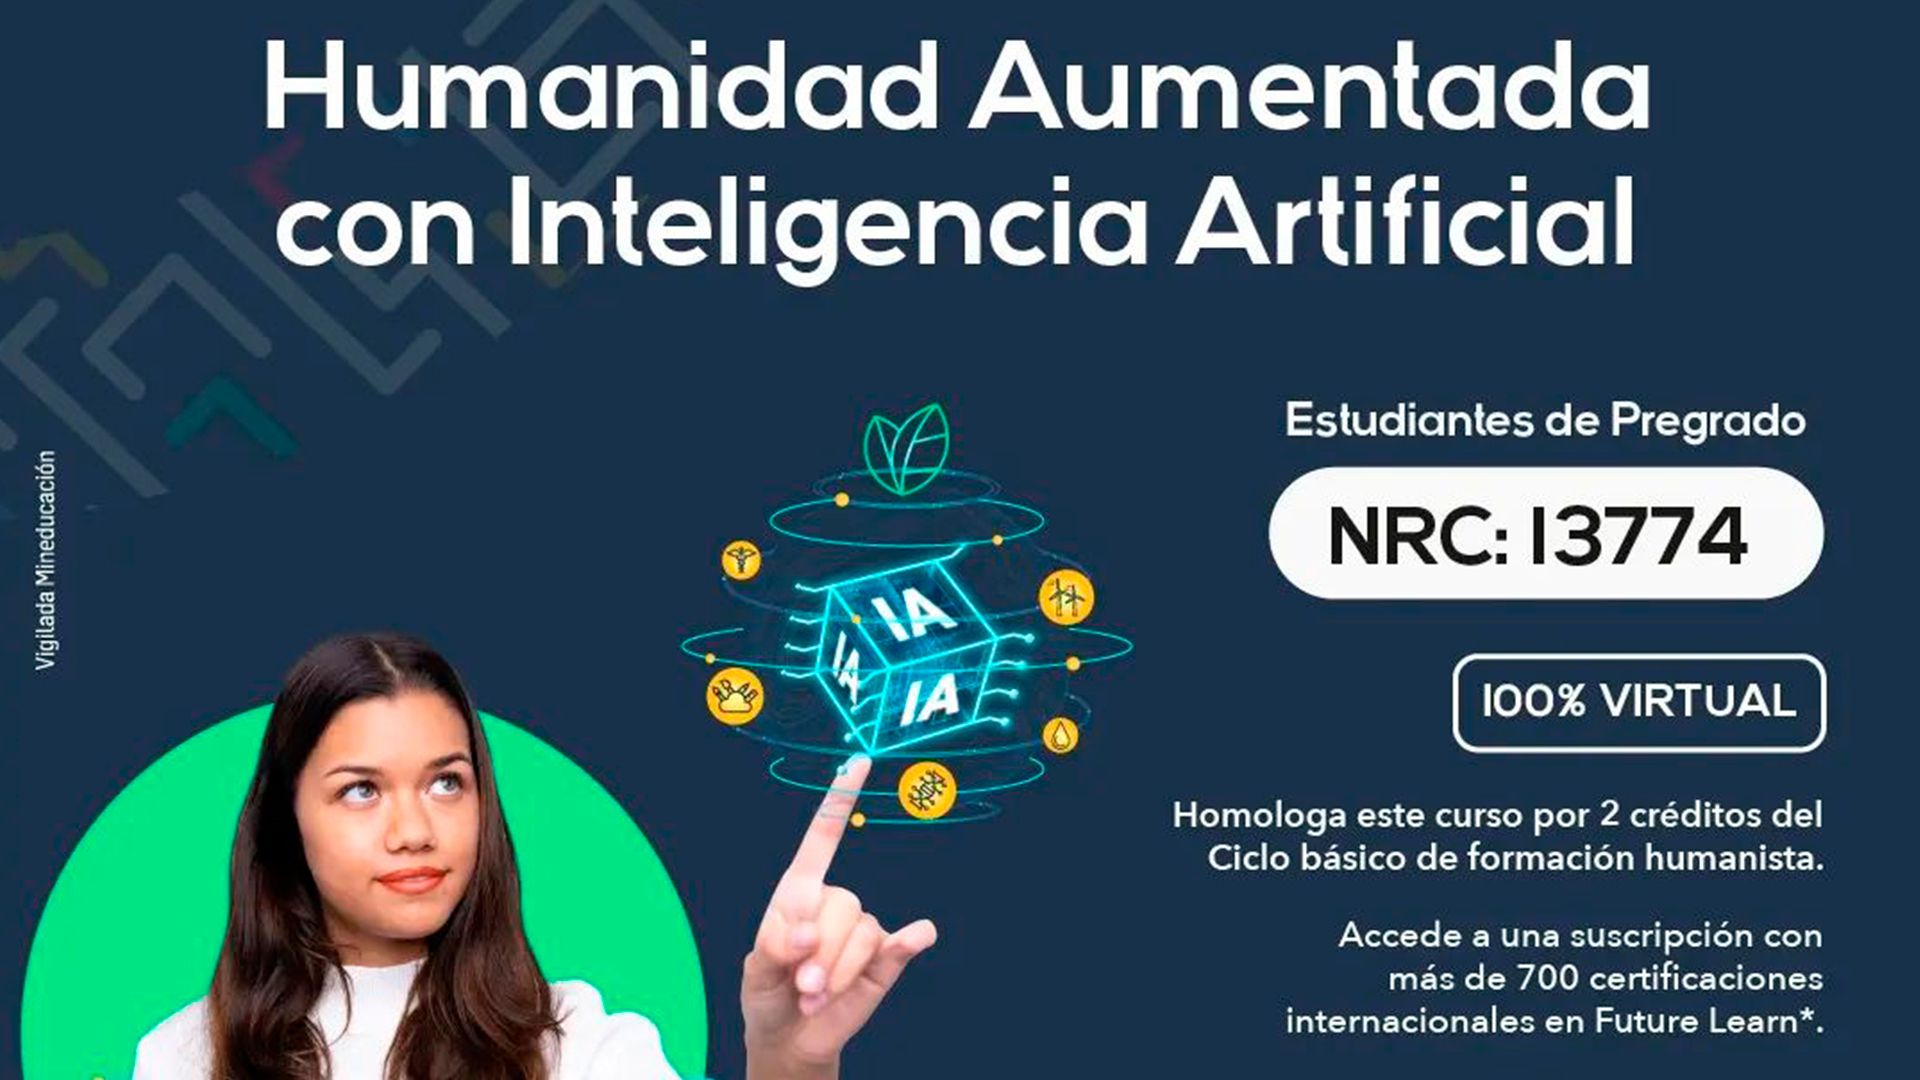 Humanidad Aumentada
con Inteligencia Artificial
Estudiantes de Pregrado
NRC: 13774
100% VIRTUAL
Homologa este curso por 2 créditos del
Ciclo básico de formación humanista.
Accede a una suscripción con
más de 700 certificaciones
internacionales en Future Learn*.
Vigilada Mineducación
IA
IA
IA